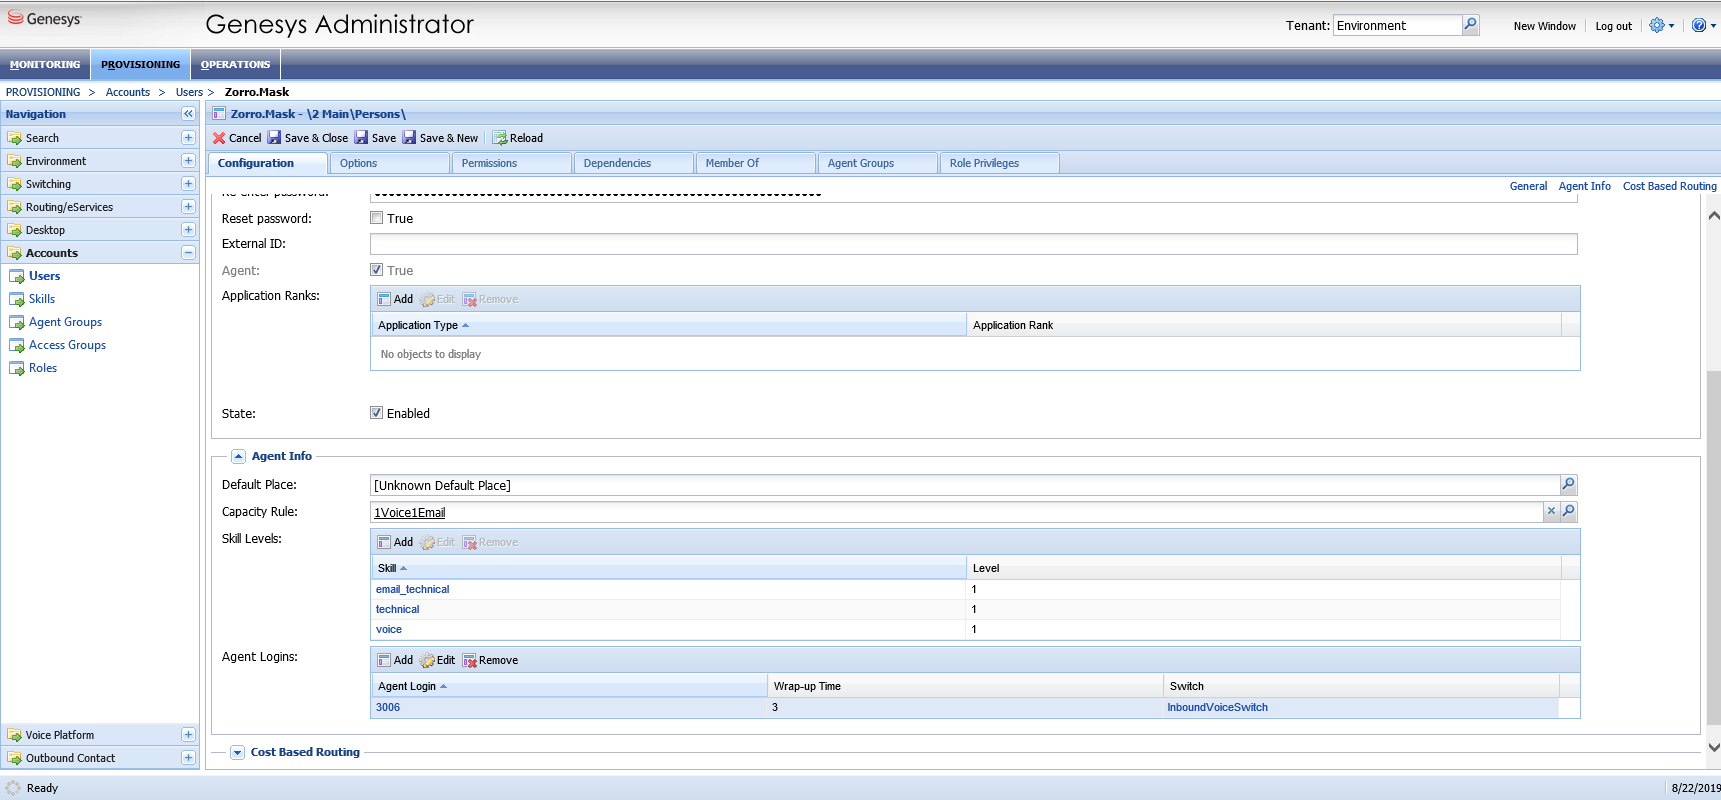 Genesys
Genesys Administrator
Tenant: Environment
New Window
Log out
MONITORING
PROVISIONING
OPERATIONS
PROVISIONING > Accounts > Users > Zorro.Mask
Navigation
Search
Environment
Switching
Routing/eServices
Desktop
Accounts
Users
Skills
Agent Groups
Access Groups
Roles
Voice Platform
Outbound Contact
Zorro.Mask - \2 Main\Persons\
Cancel Save & Close Save Save & New Reload
Configuration Options Permissions Dependencies Member Of Agent Groups Role Privileges
General Agent Info Cost Based Routing
Re-enter password:
Reset password: True
External ID:
Agent: True
Application Ranks: Add Edit Remove
Application Type Application Rank
No objects to display
State: Enabled
Agent Info
Default Place: [Unknown Default Place]
Capacity Rule: 1Voice1Email
Skill Levels: Add Edit Remove
Skill Level
email_technical 1
technical 1
voice 1
Agent Logins: Add Edit Remove
Agent Login Wrap-up Time Switch
3006 3 InboundVoiceSwitch
Cost Based Routing
Ready
8/22/2019